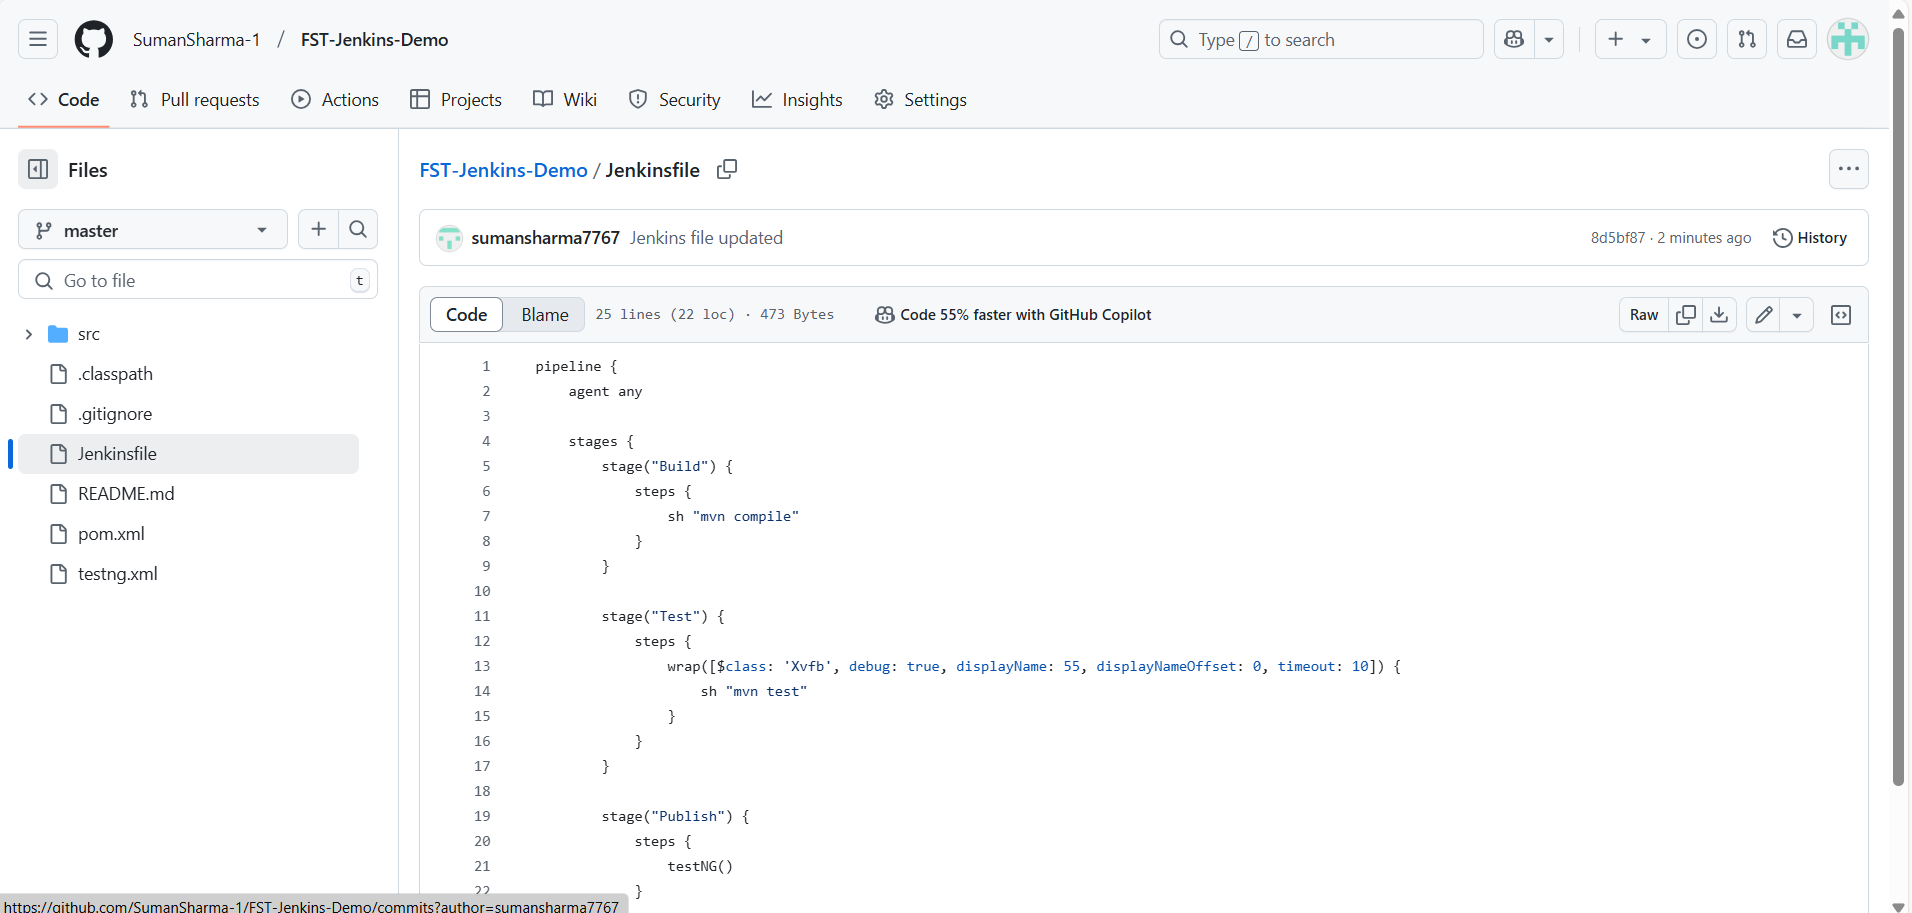 SumanSharma-1 / FST-Jenkins-Demo
Type / to search
Code
Pull requests
Actions
Projects
Wiki
Security
Insights
Settings
Files
master
Go to file
t
src
.classpath
.gitignore
Jenkinsfile
README.md
pom.xml
testng.xml
FST-Jenkins-Demo / Jenkinsfile
sumansharma7767 Jenkins file updated
8d5bf87 · 2 minutes ago
History
Code
Blame
25 lines (22 loc) · 473 Bytes
Code 55% faster with GitHub Copilot
Raw
1 pipeline {
2 agent any
3
4 stages {
5 stage("Build") {
6 steps {
7 sh "mvn compile"
8 }
9 }
10
11 stage("Test") {
12 steps {
13 wrap([$class: 'Xvfb', debug: true, displayName: 55, displayNameOffset: 0, timeout: 10]) {
14 sh "mvn test"
15 }
16 }
17 }
18
19 stage("Publish") {
20 steps {
21 testNG()
22 }
https://github.com/SumanSharma-1/FST-Jenkins-Demo/commits?author=sumansharma7767